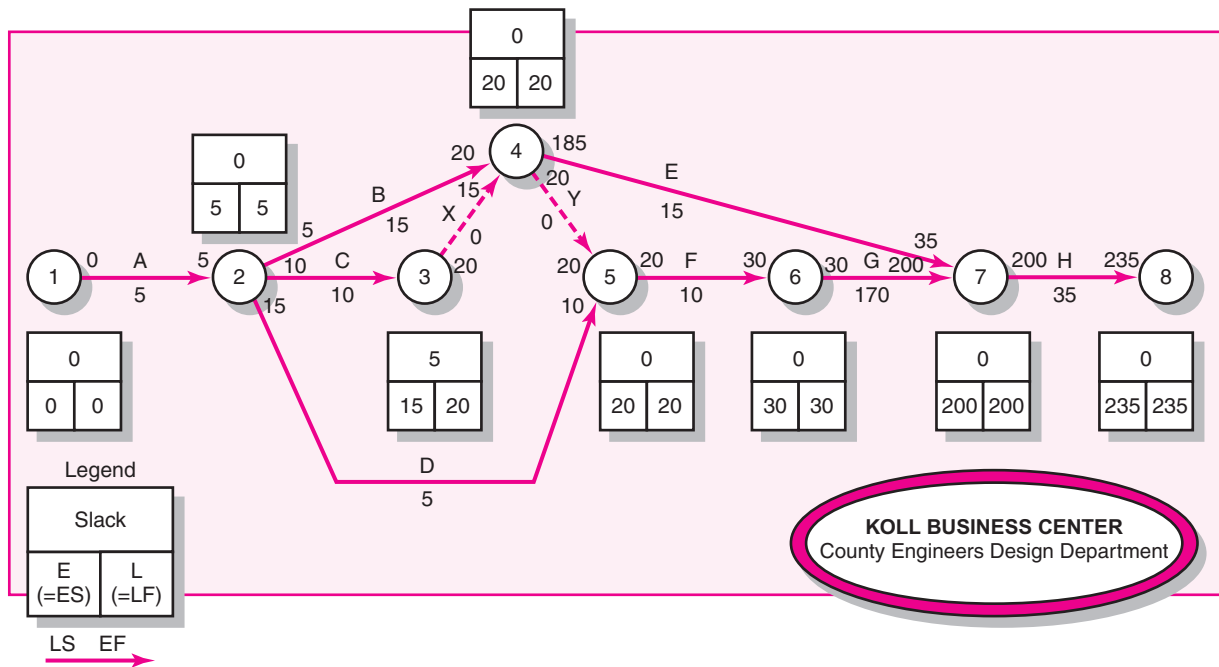 0
20 20
0
5 5
4
185
20
15
20
B
5
15
X
0
Y
0
E
15
35
1
0 A 5
5
2
10 C
10
15
3
20
20
10
5
20 F 30
10
6
30 G 200
170
7
200 H 235
35
8
0
0 0
5
15 20
0
20 20
0
30 30
0
200 200
0
235 235
D
5
Legend
Slack
E L
(=ES) (=LF)
LS EF
KOLL BUSINESS CENTER
County Engineers Design Department